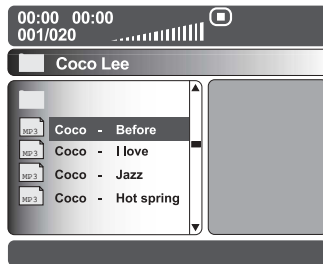 00:00 00:00
001/020
Coco Lee
MP3 Coco - Before
MP3 Coco - I love
MP3 Coco - Jazz
MP3 Coco - Hot spring